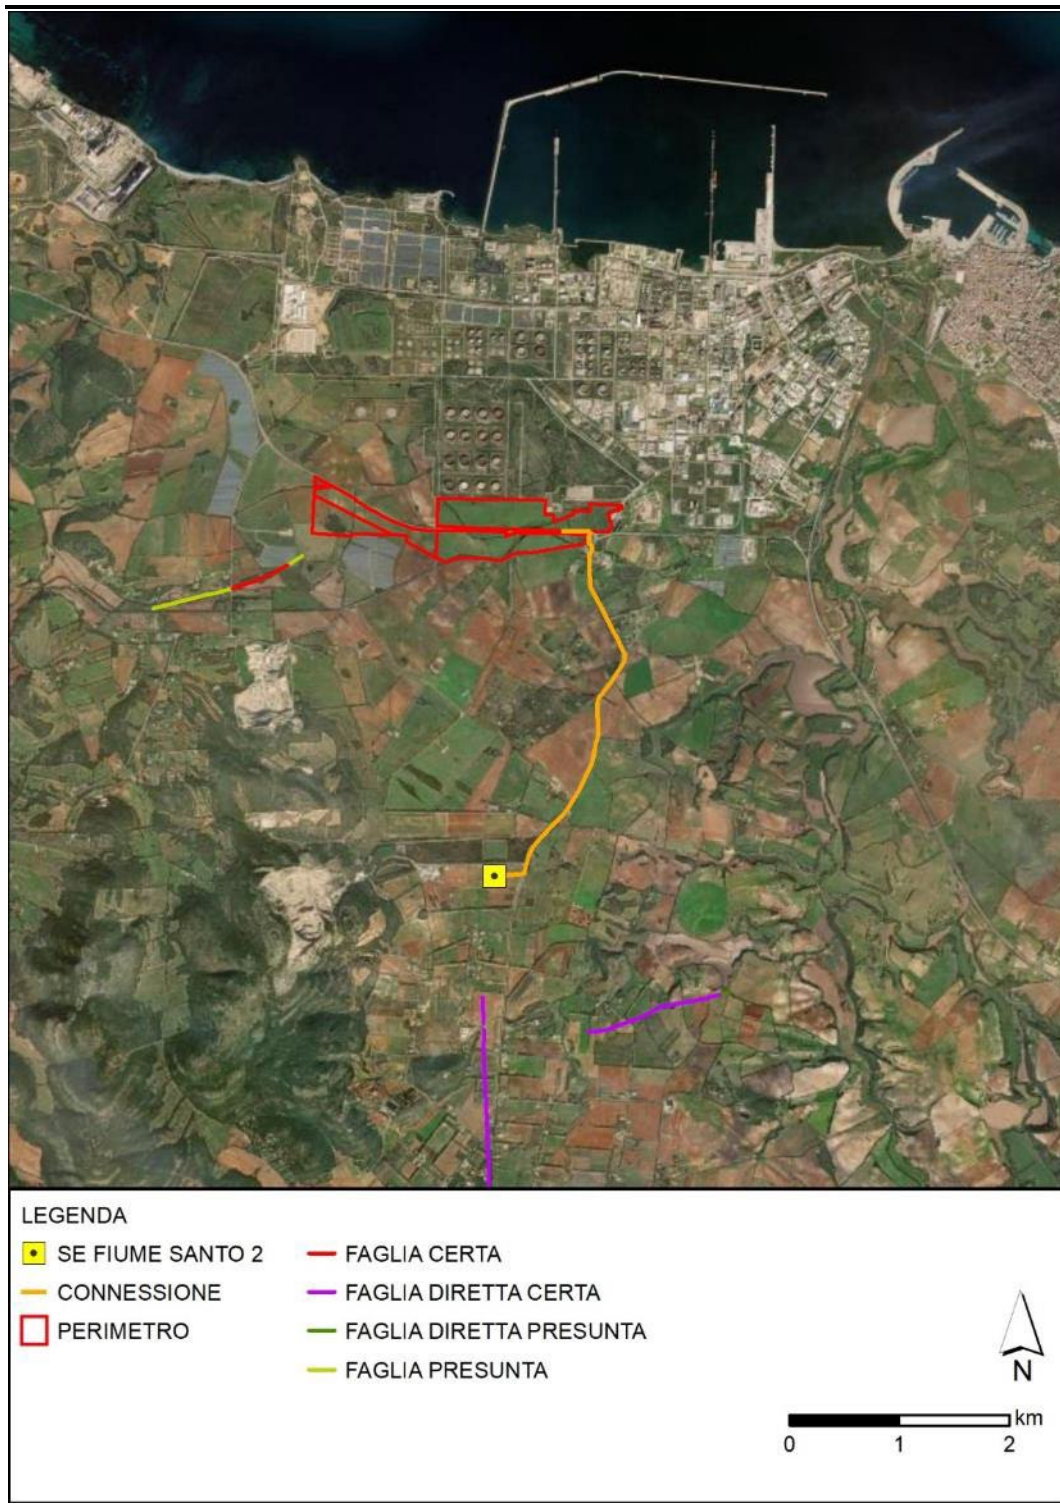 LEGENDA
SE FIUME SANTO 2
CONNESSIONE
PERIMETRO
FAGLIA CERTA
FAGLIA DIRETTA CERTA
FAGLIA DIRETTA PRESUNTA
FAGLIA PRESUNTA
N
km
0 1 2